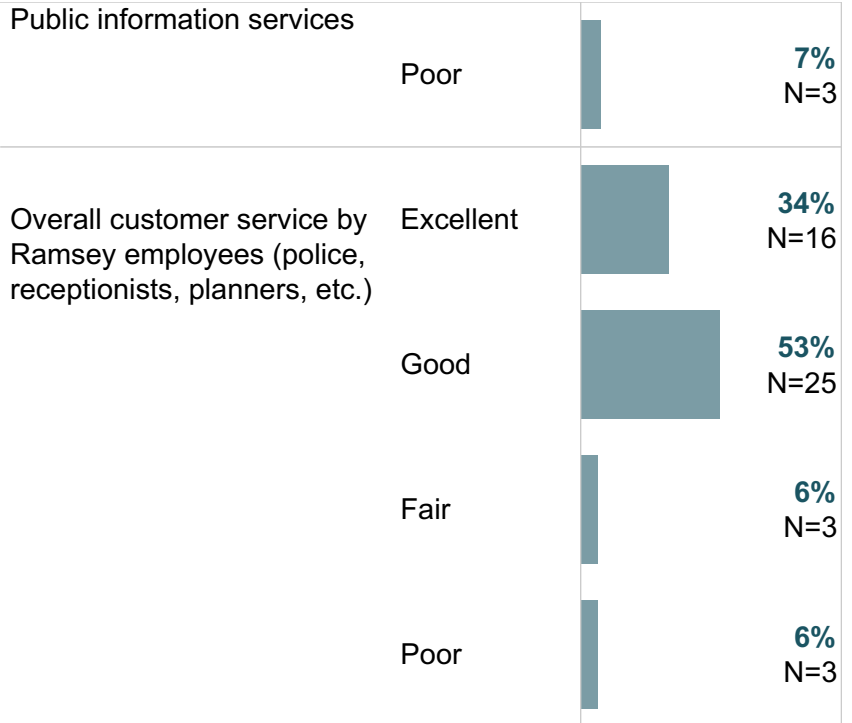 Public information services
Poor
7%
N=3
Overall customer service by
Ramsey employees (police,
receptionists, planners, etc.)
Excellent
34%
N=16
Good
53%
N=25
Fair
6%
N=3
Poor
6%
N=3